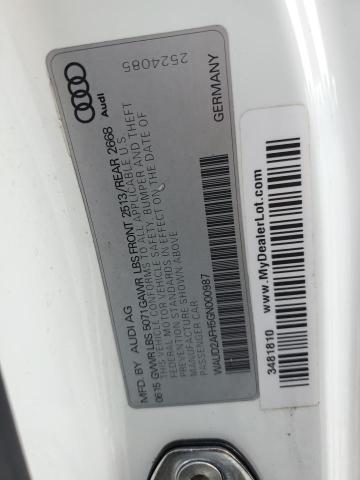 MFD. BY AUDI AG
06/15 GVWR LBS 5071 GAWR LBS FRONT 2513/REAR 2668
THIS VEHICLE CONFORMS TO ALL APPLICABLE U.S.
FEDERAL MOTOR VEHICLE SAFETY, BUMPER AND THEFT
PREVENTION STANDARDS IN EFFECT ON THE DATE OF
MANUFACTURE SHOWN ABOVE.
PASSENGER CAR
WAUD2AFH5GN000987
GERMANY
Audi
2524085
3481810
www.MyDealerLot.com